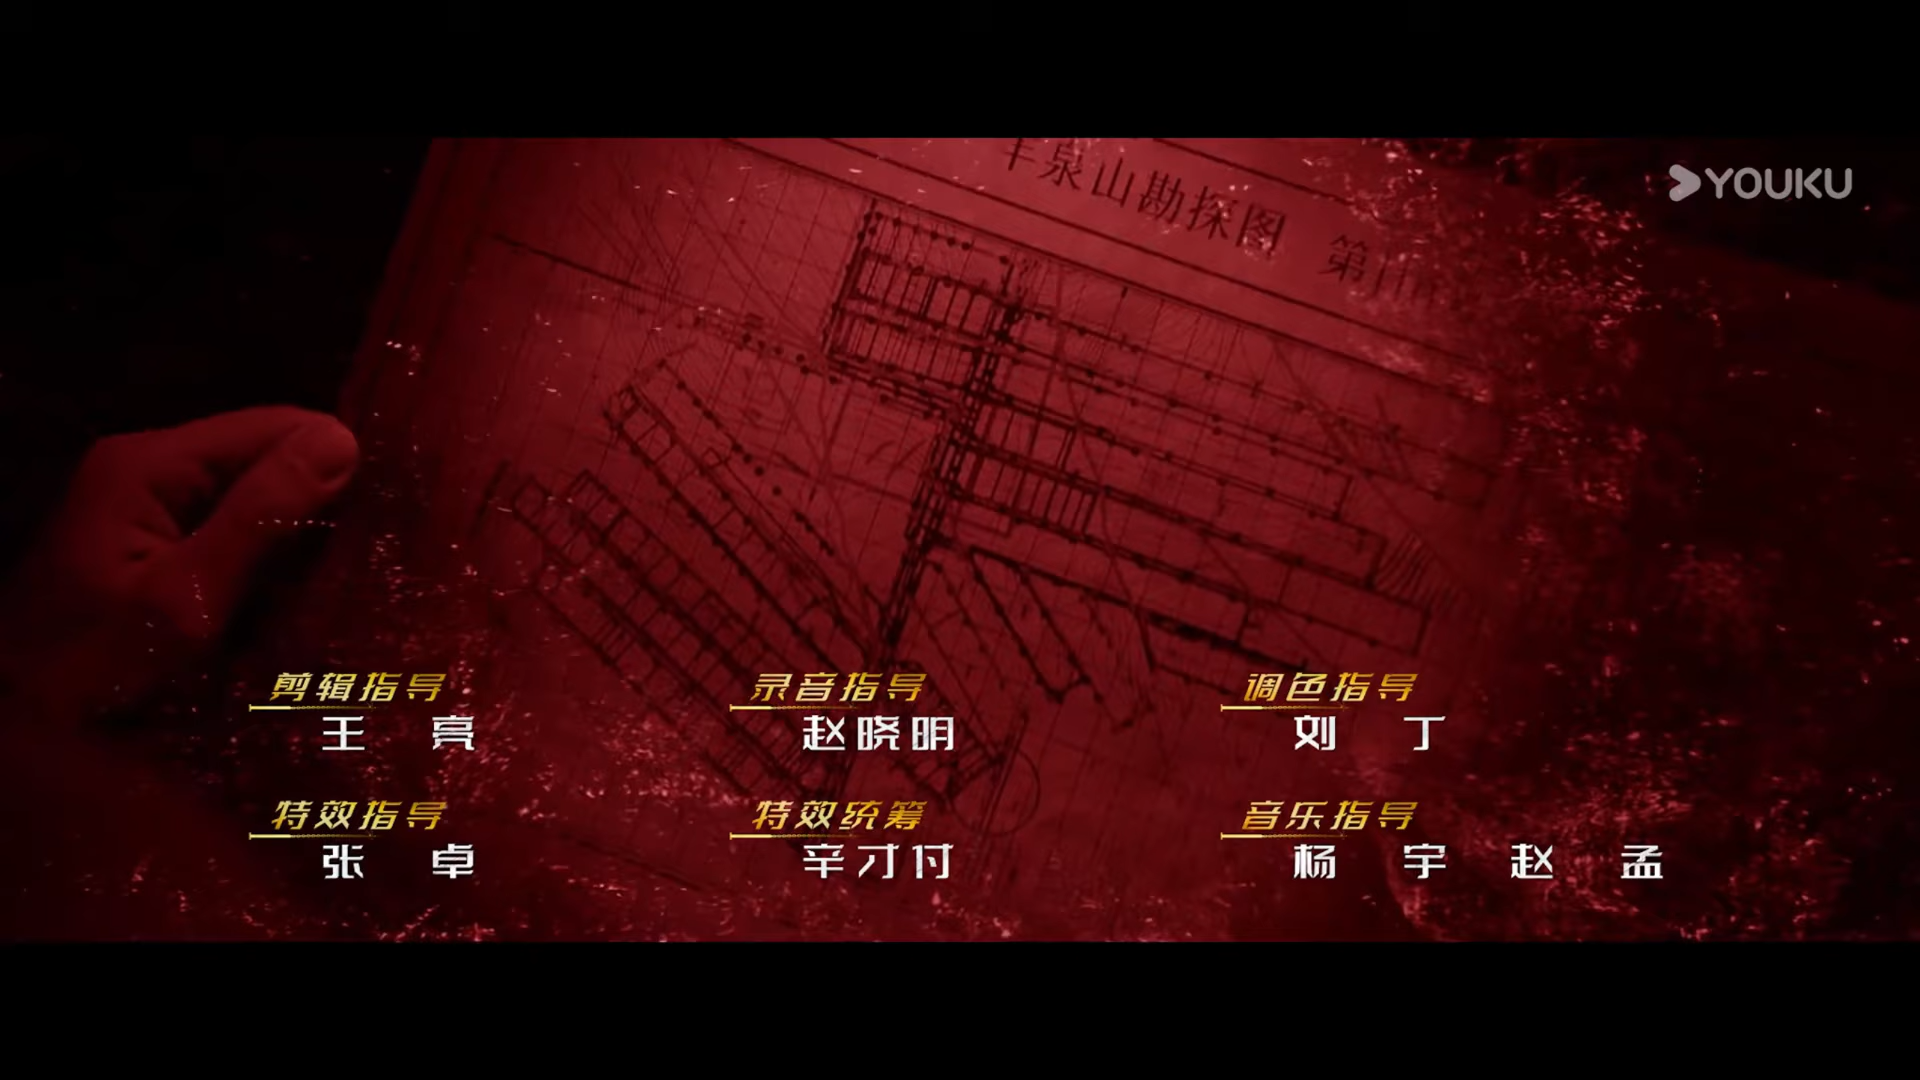 YOUKU
羊泉山勘探图 第
剪辑指导 录音指导 调色指导
王 亮 赵晓明 刘 丁
特效指导 特效统筹 音乐指导
张 卓 辛才付 杨 宇 赵 孟